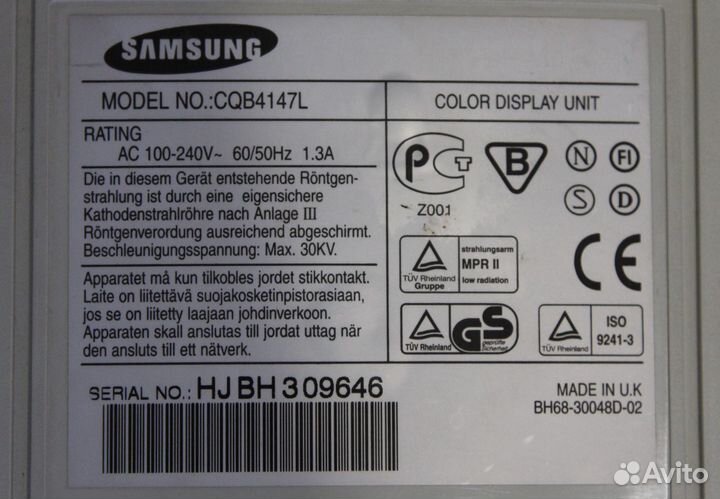 SAMSUNG
MODEL NO.:CQB4147L
COLOR DISPLAY UNIT
RATING
AC 100-240V~ 60/50Hz 1.3A
Die in diesem Gerät entstehende Röntgen-
strahlung ist durch eine eigensichere
Kathodenstrahlröhre nach Anlage III
Röntgenverordung ausreichend abgeschirmt.
Beschleunigungsspannung: Max. 30KV.
Apparatet må kun tilkobles jordet stikkontakt.
Laite on liitettävä suojakosketinpistorasiaan,
jos se on liitetty laajaan johdinverkoon.
Apparaten skall anslutas till jordat uttag när
den ansluts till ett nätverk.
PCT
Z001
B
N
FI
S
D
TÜV Rheinland
Gruppe
strahlungsarm
MPR II
low radiation
CE
TÜV Rheinland
GS
geprüfte
Sicherheit
TÜV Rheinland
ISO
9241-3
SERIAL NO.: HJBH309646
MADE IN U.K
BH68-30048D-02
Avito